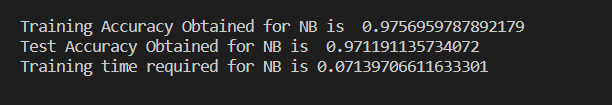 Training Accuracy Obtained for NB is  0.9756959787892179
Test Accuracy Obtained for NB is  0.971191135734072
Training time required for NB is 0.07139706611633301